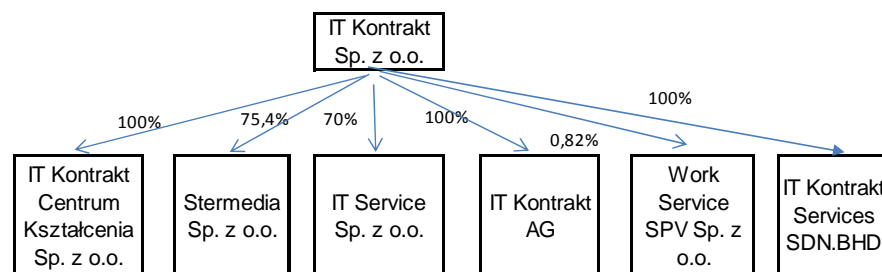 IT Kontrakt
Sp. z o.o.
100%
75,4%
70%
100%
0,82%
100%
IT Kontrakt
Centrum
Kształcenia
Sp. z o.o.
Stermedia
Sp. z o.o.
IT Service
Sp. z o.o.
IT Kontrakt
AG
Work
Service
SPV Sp. z
o.o.
IT Kontrakt
Services
SDN.BHD